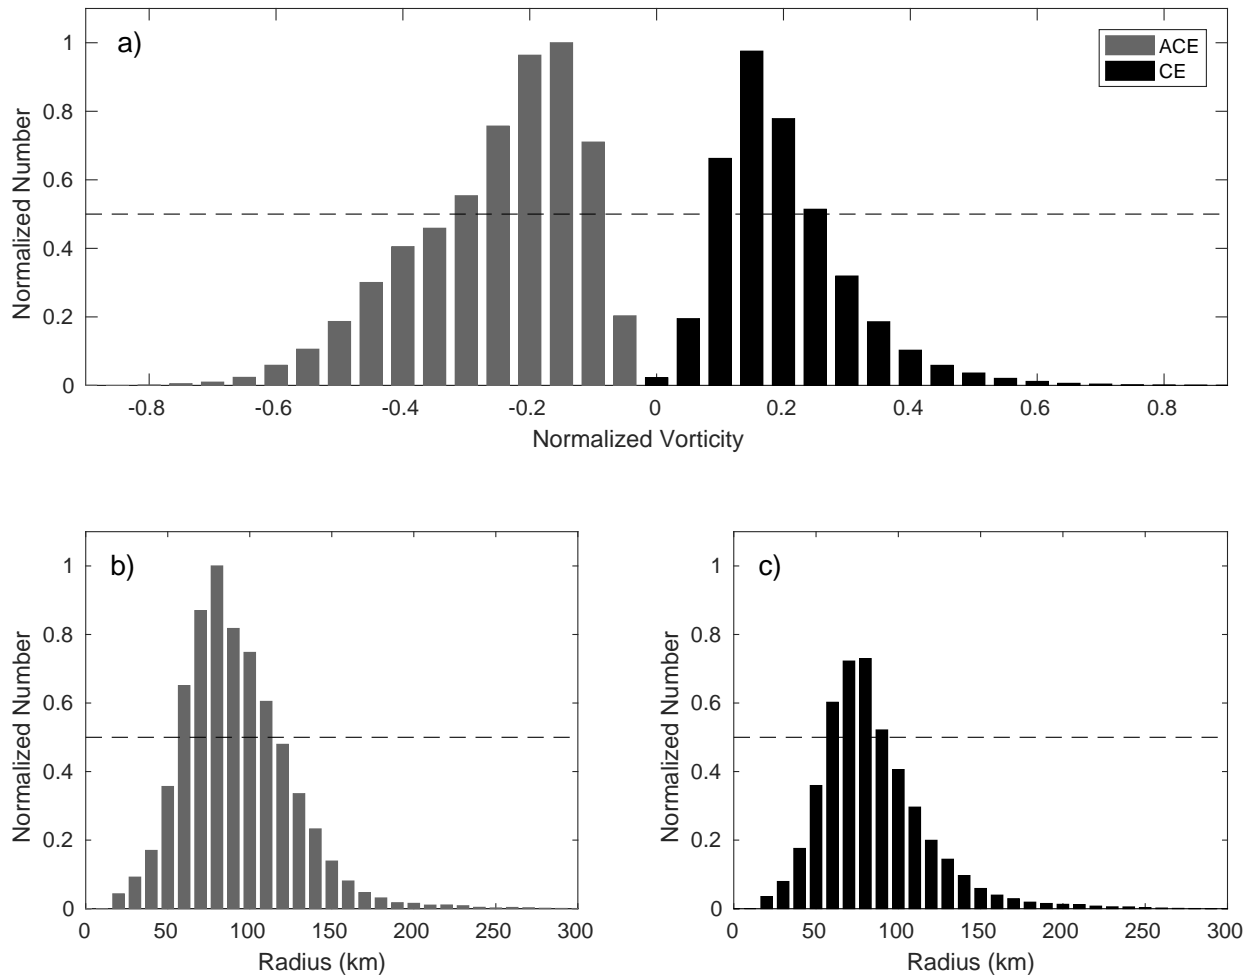 a)
ACE
CE
Normalized Number
1
0.8
0.6
0.4
0.2
0
-0.8 -0.6 -0.4 -0.2 0 0.2 0.4 0.6 0.8
Normalized Vorticity
b)
Normalized Number
1
0.8
0.6
0.4
0.2
0
0 50 100 150 200 250 300
Radius (km)
c)
Normalized Number
1
0.8
0.6
0.4
0.2
0
0 50 100 150 200 250 300
Radius (km)